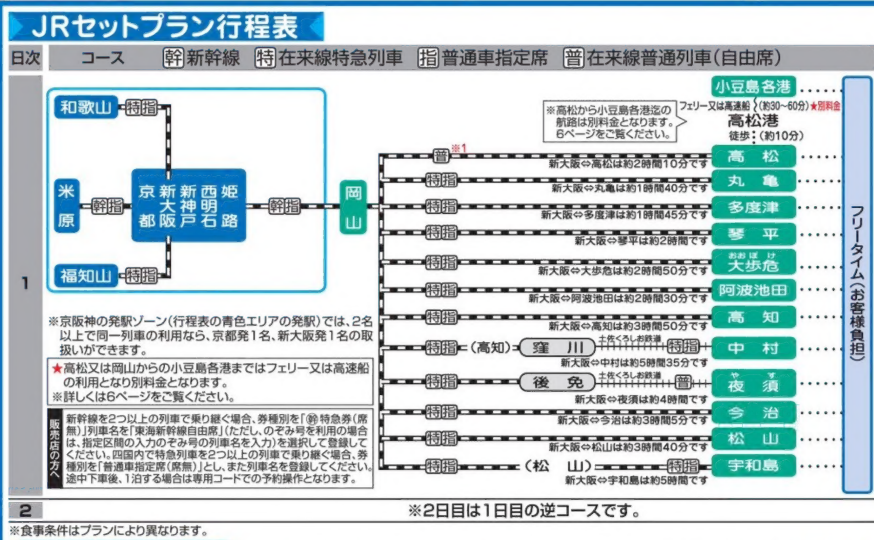 JRセットプラン行程表
日次 コース 幹新幹線 特在来線特急列車 指普通車指定席 普在来線普通列車(自由席)
1
和歌山 特指
米原 幹指
京都 新大阪 新神戸 西明石 姫路
幹指
福知山 特指
岡山
※高松から小豆島各港迄の
航路は別料金となります。
6ページをご覧ください。
小豆島各港
フェリー又は高速船 (約30~60分)★別料金
高松港
徒歩 (約10分)
普 ※1 高松
新大阪⇔高松は約2時間10分です
特指 丸亀
新大阪⇔丸亀は約1時間40分です
特指 多度津
新大阪⇔多度津は約1時間45分です
特指 琴平
新大阪⇔琴平は約2時間です
おおぼけ
特指 大歩危
新大阪⇔大歩危は約2時間50分です
特指 阿波池田
新大阪⇔阿波池田は約2時間30分です
特指 高知
新大阪⇔高知は約3時間50分です
土佐くろしお鉄道
特指 (高知) 窪川 特指 中村
新大阪⇔中村は約5時間35分です
土佐くろしお鉄道 やす
特指 後免 普 夜須
新大阪⇔夜須は約4時間です
特指 今治
新大阪⇔今治は約3時間5分です
特指 松山
新大阪⇔松山は約3時間40分です
特指 (松山) 特指 宇和島
新大阪⇔宇和島は約5時間です
フリータイム(お客様負担)
※京阪神の発駅ゾーン(行程表の青色エリアの発駅)では、2名
以上で同一列車の利用なら、京都発1名、新大阪発1名の取
扱いができます。
★高松又は岡山からの小豆島各港まではフェリー又は高速船
の利用となり別料金となります。
※詳しくは6ページをご覧ください。
販売店の方へ
新幹線を2つ以上の列車で乗り継ぐ場合、券種別を「幹特急券(席
無)」列車名を「東海新幹線自由席」(ただし、のぞみ号を利用の場合
は、指定区間の入力のぞみ号の列車名を入力)を選択して登録して
ください。四国内で特急列車を2つ以上の列車で乗り継ぐ場合、券
種別を「普通車指定席(席無)」とし、また列車名を登録してください。
途中下車後、1泊する場合は専用コードでの予約操作となります。
2 ※2日目は1日目の逆コースです。
※食事条件はプランにより異なります。